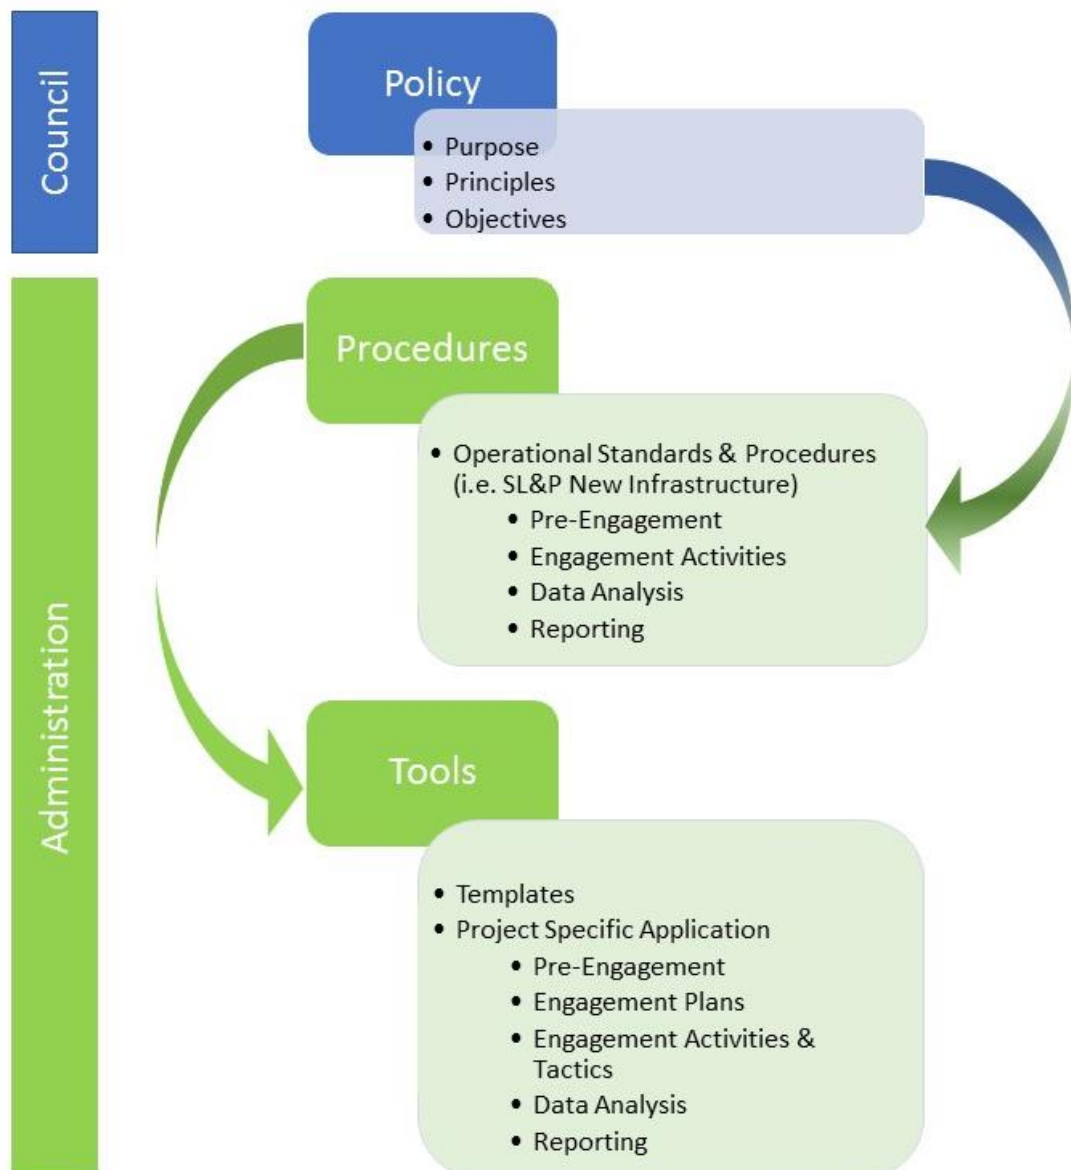 Council
Policy
• Purpose
• Principles
• Objectives
Administration
Procedures
• Operational Standards & Procedures
(i.e. SL&P New Infrastructure)
• Pre-Engagement
• Engagement Activities
• Data Analysis
• Reporting
Tools
• Templates
• Project Specific Application
• Pre-Engagement
• Engagement Plans
• Engagement Activities &
Tactics
• Data Analysis
• Reporting